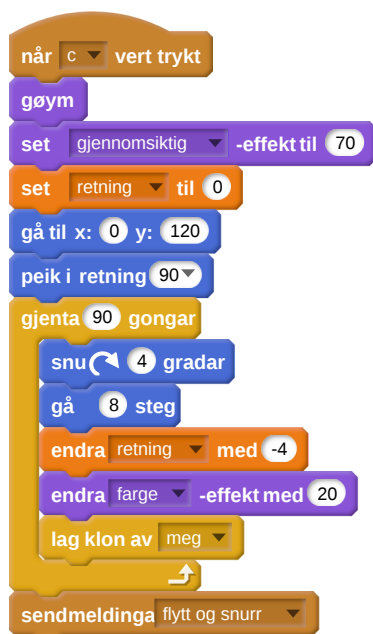 når c vert trykt
gøym
set gjennomsiktig -effekt til 70
set retning til 0
gå til x: 0 y: 120
peik i retning 90
gjenta 90 gongar
snu 4 gradar
gå 8 steg
endra retning med -4
endra farge -effekt med 20
lag klon av meg
sendmeldinga flytt og snurr